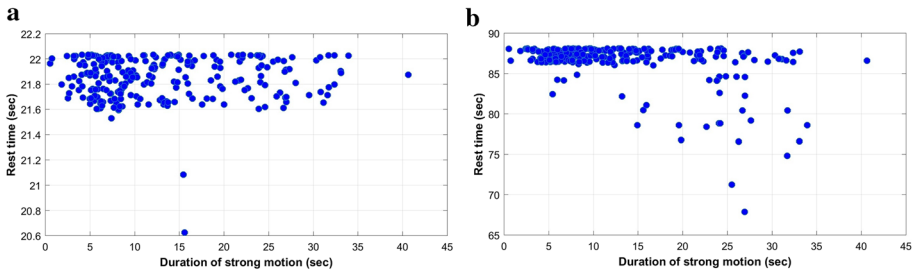 a
22.2
22
21.8
21.6
21.4
21.2
21
20.8
20.6
Rest time (sec)
0 5 10 15 20 25 30 35 40 45
Duration of strong motion (sec)
b
90
85
80
75
70
65
Rest time (sec)
0 5 10 15 20 25 30 35 40 45
Duration of strong motion (sec)